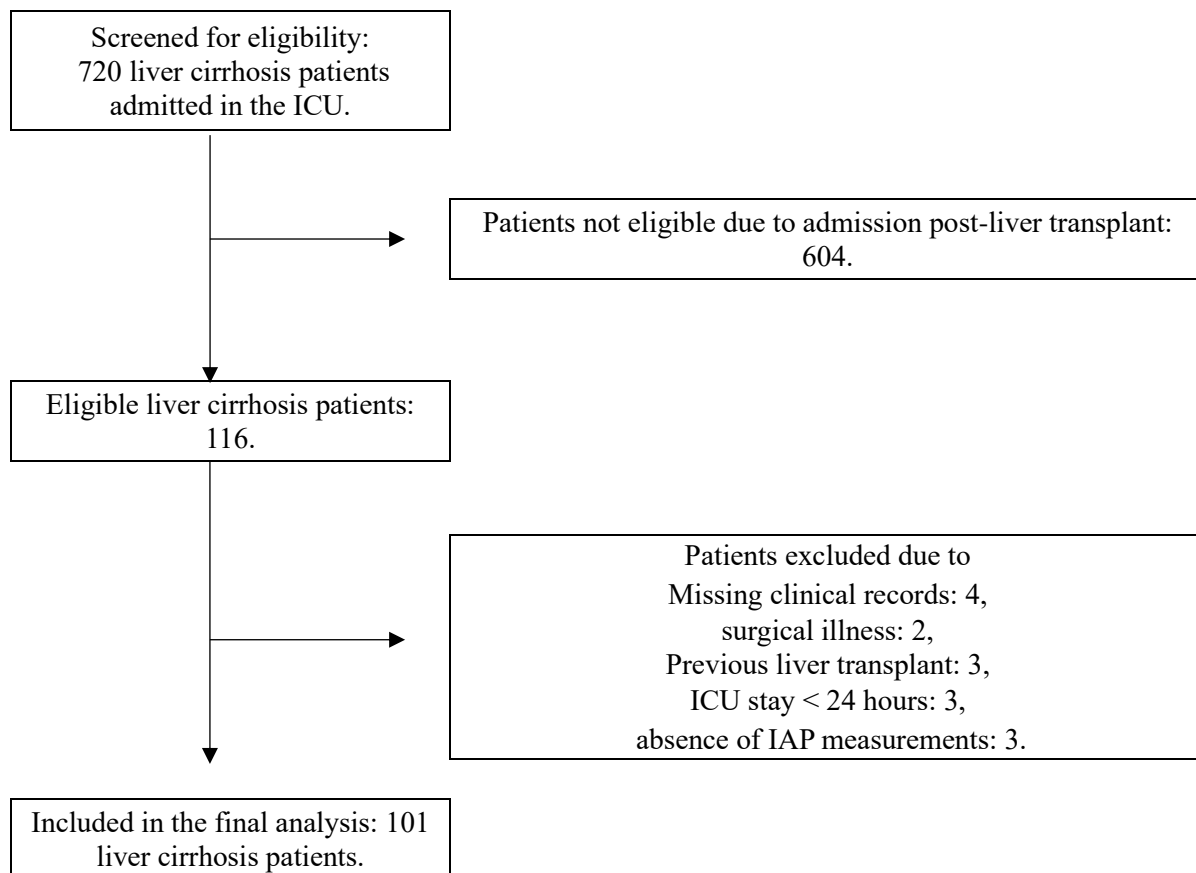 Screened for eligibility:
720 liver cirrhosis patients
admitted in the ICU.
Patients not eligible due to admission post-liver transplant:
604.
Eligible liver cirrhosis patients:
116.
Patients excluded due to
Missing clinical records: 4,
surgical illness: 2,
Previous liver transplant: 3,
ICU stay < 24 hours: 3,
absence of IAP measurements: 3.
Included in the final analysis: 101
liver cirrhosis patients.